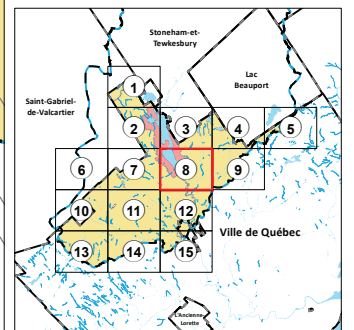 Stoneham-et-
Tewkesbury
Lac
Beauport
Saint-Gabriel-
de-Valcartier
1
2
3
4
5
6
7
8
9
10
11
12
Ville de Québec
13
14
15
L'Ancienne
Lorette